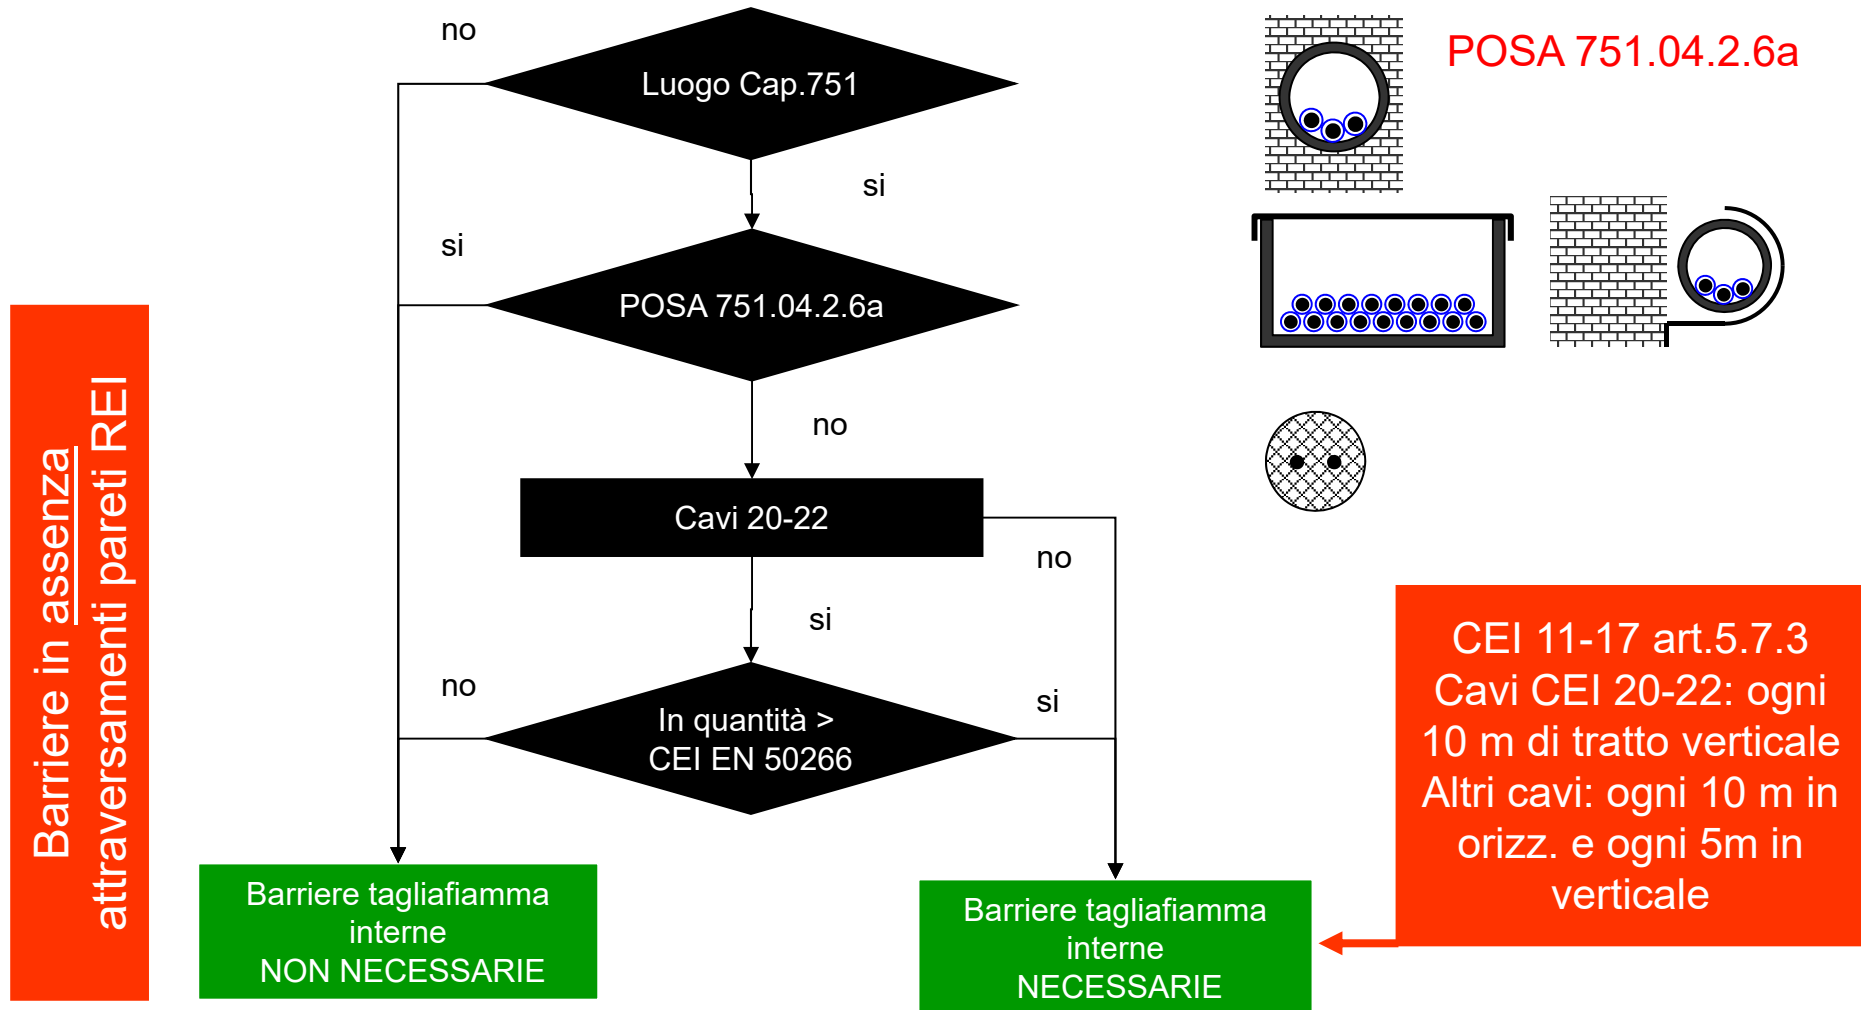 no
Luogo Cap.751
si
POSA 751.04.2.6a
si
POSA 751.04.2.6a
no
Cavi 20-22
no
si
no
In quantità >
CEI EN 50266
si
Barriere tagliafiamma
interne
NON NECESSARIE
Barriere tagliafiamma
interne
NECESSARIE
CEI 11-17 art.5.7.3
Cavi CEI 20-22: ogni
10 m di tratto verticale
Altri cavi: ogni 10 m in
orizz. e ogni 5m in
verticale
Barriere in assenza
attraversamenti pareti REI